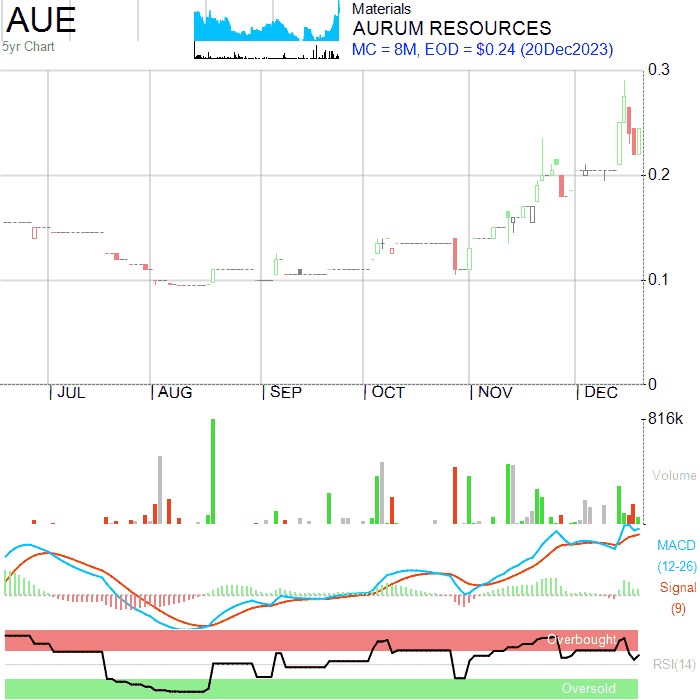 AUE
5yr Chart
Materials
AURUM RESOURCES
MC = 8M, EOD = $0.24 (20Dec2023)
0.3
0.2
0.1
0
JUL AUG SEP OCT NOV DEC
816k
Volume
MACD
(12-26)
Signal
(9)
Overbought
RSI(14)
Oversold